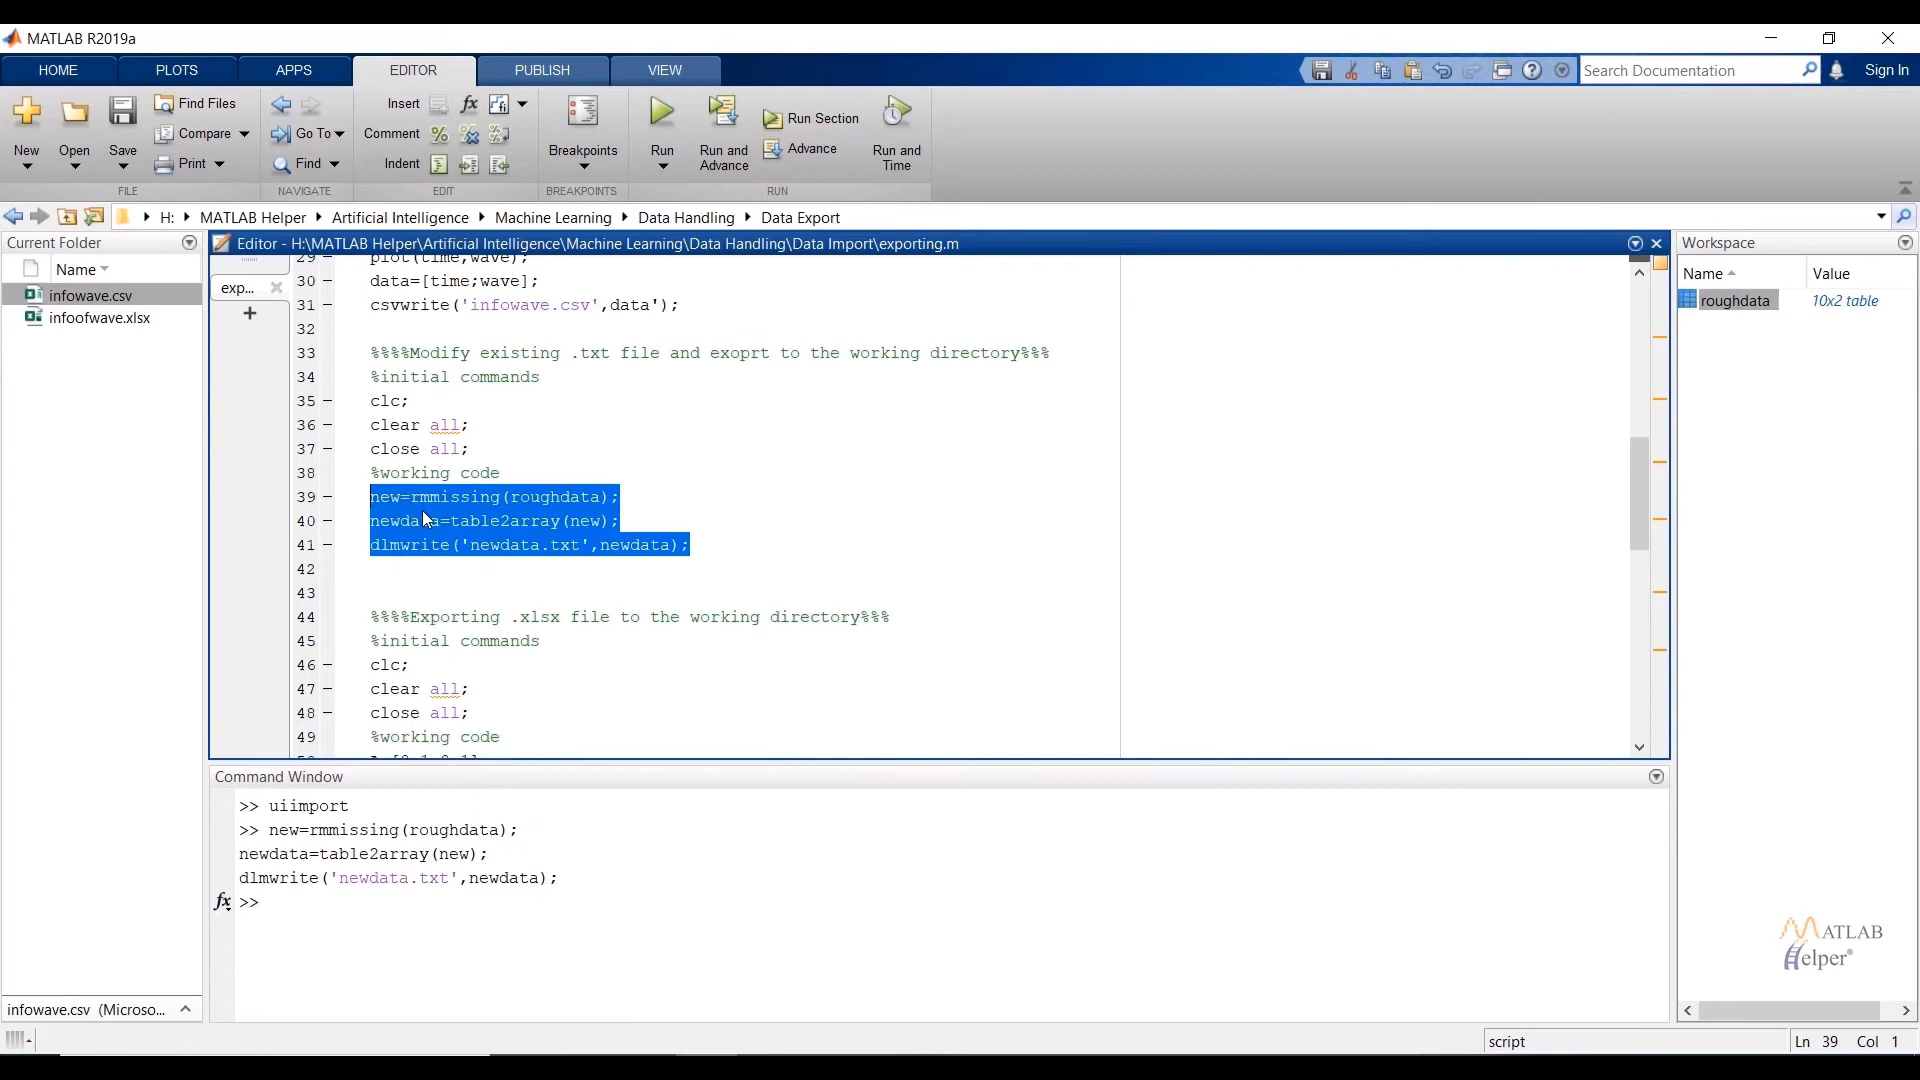 MATLAB R2019a
HOME
PLOTS
APPS
EDITOR
PUBLISH
VIEW
Search Documentation
Sign In
New
Open
Save
Find Files
Compare
Print
FILE
Go To
Find
NAVIGATE
Insert
Comment
Indent
EDIT
Breakpoints
BREAKPOINTS
Run
Run and Advance
Run Section
Advance
Run and Time
RUN
H: MATLAB Helper Artificial Intelligence Machine Learning Data Handling Data Export
Current Folder
Name
infowave.csv
infoofwave.xlsx
infowave.csv (Microso...
Editor - H:\MATLAB Helper\Artificial Intelligence\Machine Learning\Data Handling\Data Import\exporting.m
exp...
29 – plot(time,wave);
30 – data=[time;wave];
31 – csvwrite('infowave.csv',data');
32
33 %%%%Modify existing .txt file and exoprt to the working directory%%%
34 %initial commands
35 – clc;
36 – clear all;
37 – close all;
38 %working code
39 – new=rmmissing(roughdata);
40 – newdata=table2array(new);
41 – dlmwrite('newdata.txt',newdata);
42
43
44 %%%%Exporting .xlsx file to the working directory%%%
45 %initial commands
46 – clc;
47 – clear all;
48 – close all;
49 %working code
Command Window
>> uiimport
>> new=rmmissing(roughdata);
newdata=table2array(new);
dlmwrite('newdata.txt',newdata);
fx >>
Workspace
Name Value
roughdata 10x2 table
MATLAB
Helper®
script
Ln 39 Col 1